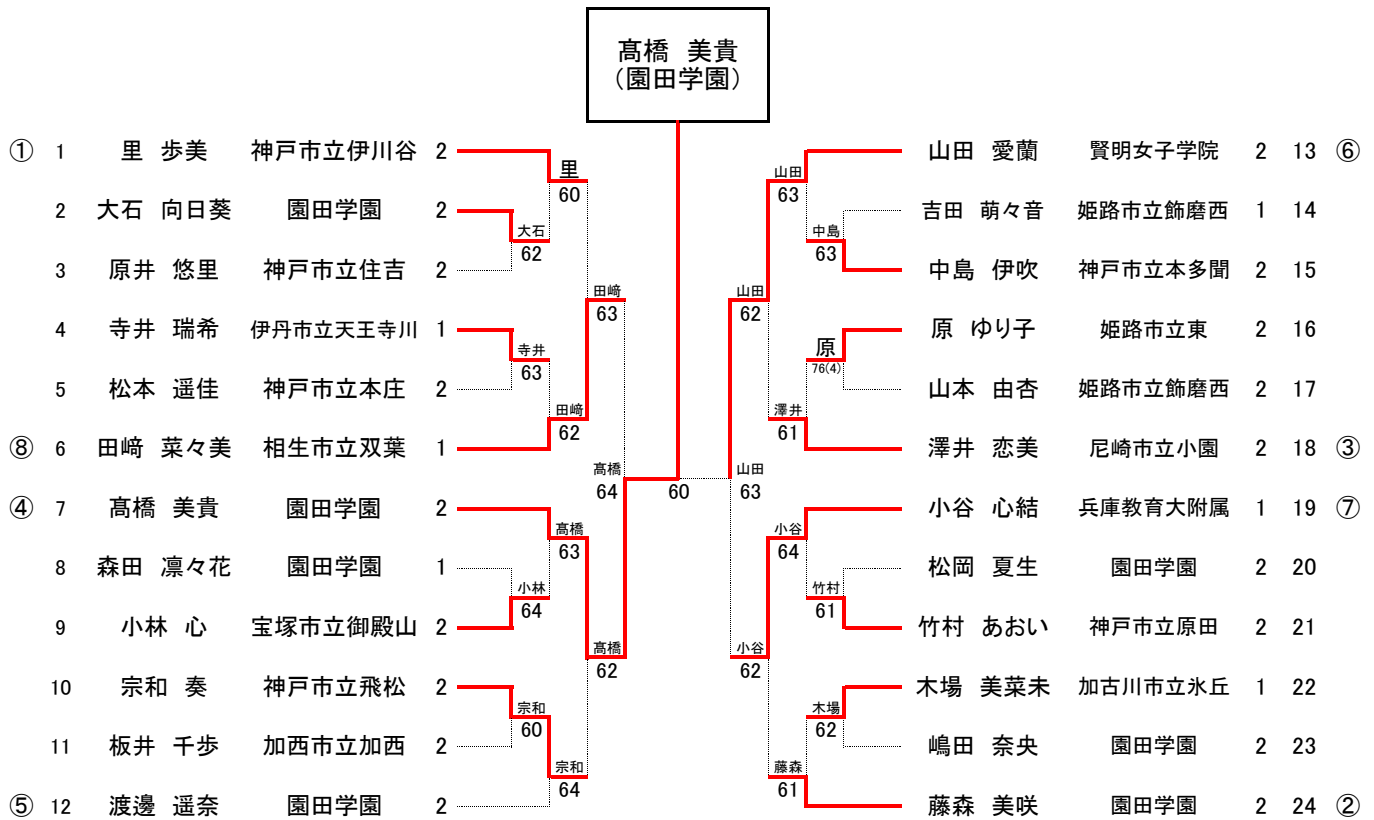 髙橋 美貴
（園田学園）
① 1 里 歩美 神戸市立伊川谷 2
里
60
2 大石 向日葵 園田学園 2
大石
62
3 原井 悠里 神戸市立住吉 2
田﨑
63
4 寺井 瑞希 伊丹市立天王寺川 1
寺井
63
5 松本 遥佳 神戸市立本庄 2
田﨑
62
⑧ 6 田﨑 菜々美 相生市立双葉 1
髙橋
64
60
④ 7 髙橋 美貴 園田学園 2
髙橋
63
8 森田 凛々花 園田学園 1
小林
64
9 小林 心 宝塚市立御殿山 2
髙橋
62
10 宗和 奏 神戸市立飛松 2
宗和
60
11 板井 千歩 加西市立加西 2
宗和
64
⑤ 12 渡邊 遥奈 園田学園 2
山田 愛蘭 賢明女子学院 2 13 ⑥
山田
63
吉田 萌々音 姫路市立飾磨西 1 14
中島
63
中島 伊吹 神戸市立本多聞 2 15
山田
62
原 ゆり子 姫路市立東 2 16
原
76(4)
山本 由杏 姫路市立飾磨西 2 17
澤井
61
澤井 恋美 尼崎市立小園 2 18 ③
山田
63
小谷 心結 兵庫教育大附属 1 19 ⑦
小谷
64
松岡 夏生 園田学園 2 20
竹村
61
竹村 あおい 神戸市立原田 2 21
小谷
62
木場 美菜未 加古川市立氷丘 1 22
木場
62
嶋田 奈央 園田学園 2 23
藤森
61
藤森 美咲 園田学園 2 24 ②